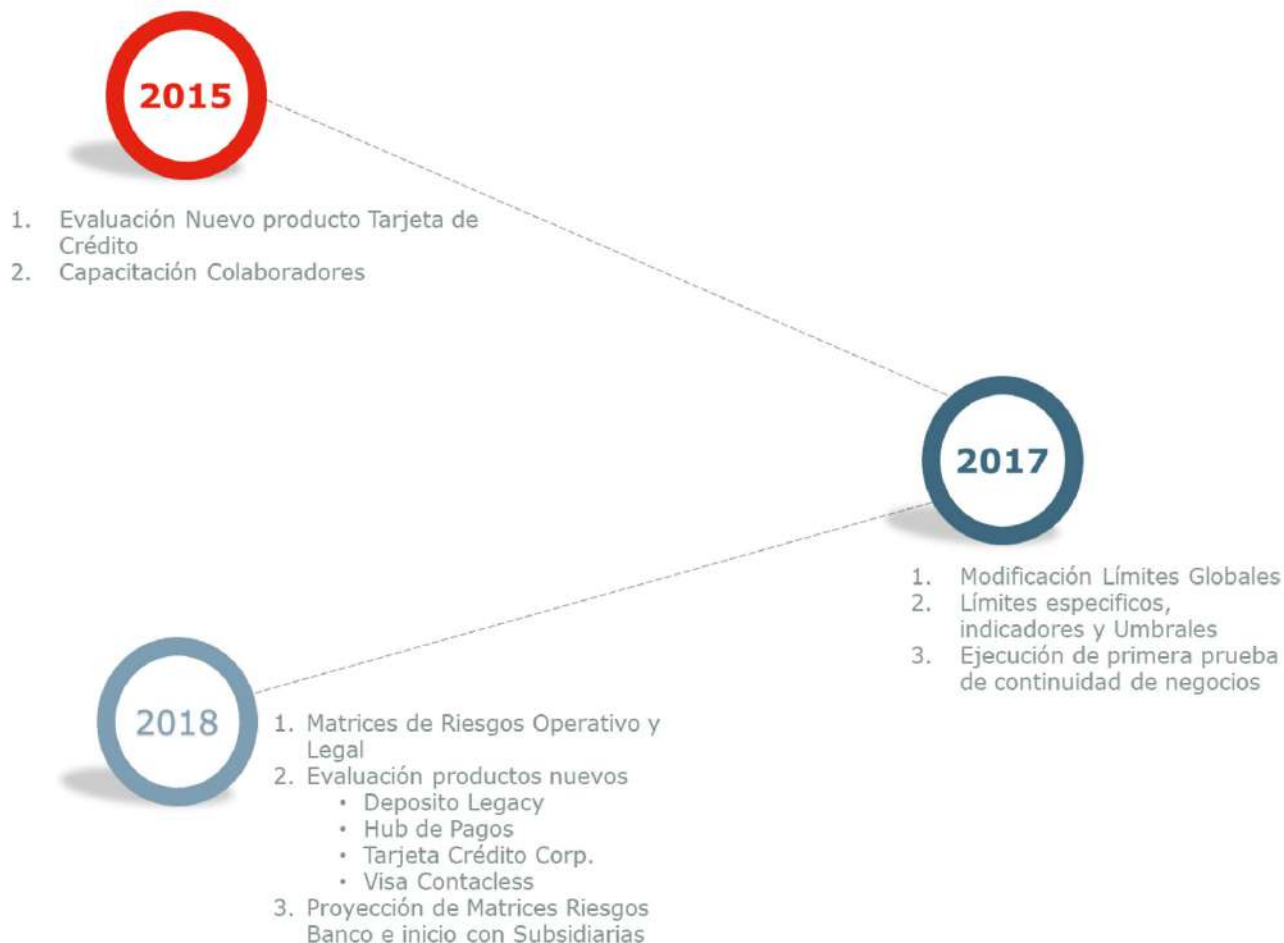 2015
1. Evaluación Nuevo producto Tarjeta de
Crédito
2. Capacitación Colaboradores
2017
1. Modificación Límites Globales
2. Límites especificos,
indicadores y Umbrales
3. Ejecución de primera prueba
de continuidad de negocios
2018
1. Matrices de Riesgos Operativo y
Legal
2. Evaluación productos nuevos
• Deposito Legacy
• Hub de Pagos
• Tarjeta Crédito Corp.
• Visa Contacless
3. Proyección de Matrices Riesgos
Banco e inicio con Subsidiarias